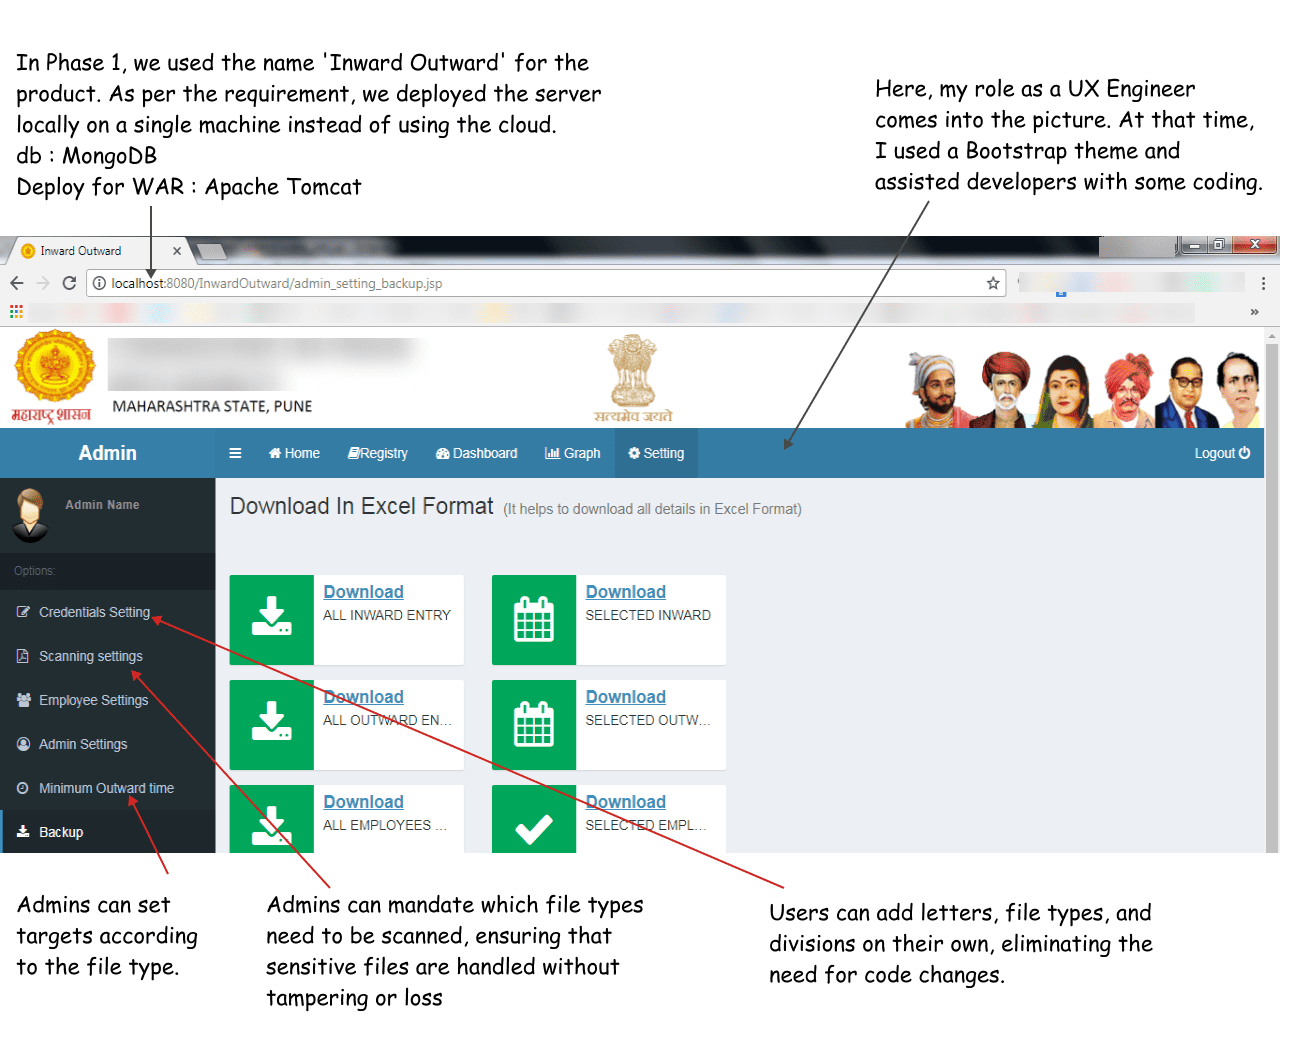 In Phase 1, we used the name 'Inward Outward' for the
product. As per the requirement, we deployed the server
locally on a single machine instead of using the cloud.
db : MongoDB
Deploy for WAR : Apache Tomcat
Here, my role as a UX Engineer
comes into the picture. At that time,
I used a Bootstrap theme and
assisted developers with some coding.
Inward Outward
localhost:8080/InwardOutward/admin_setting_backup.jsp
महाराष्ट्र शासन
MAHARASHTRA STATE, PUNE
सत्यमेव जयते
Admin
Home
Registry
Dashboard
Graph
Setting
Logout
Admin Name
Options:
Credentials Setting
Scanning settings
Employee Settings
Admin Settings
Minimum Outward time
Backup
Download In Excel Format (It helps to download all details in Excel Format)
Download
ALL INWARD ENTRY
Download
SELECTED INWARD
Download
ALL OUTWARD EN...
Download
SELECTED OUTW...
Download
ALL EMPLOYEES ...
Download
SELECTED EMPL...
Admins can set
targets according
to the file type.
Admins can mandate which file types
need to be scanned, ensuring that
sensitive files are handled without
tampering or loss
Users can add letters, file types, and
divisions on their own, eliminating the
need for code changes.